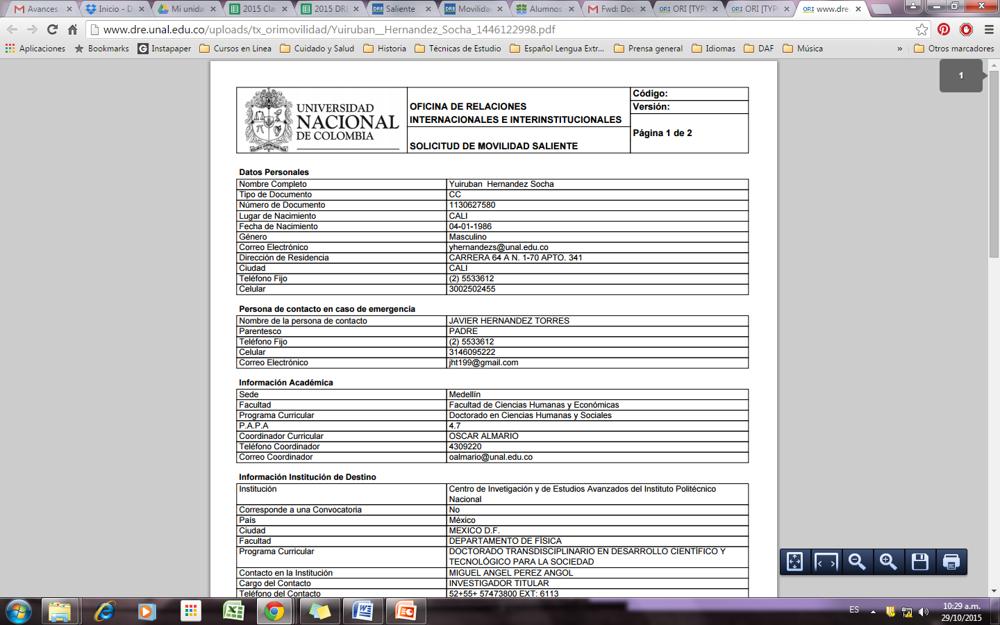 Avances
Inicio - D
Mi unida
2015 Cla
2015 DRE
DRE Saliente
DRE Movilida
Alumnos
Fwd: Doc
ORI ORI [TYP
ORI ORI [TYP
ORI www.dre.
www.dre.unal.edu.co/uploads/tx_orimovilidad/Yuiruban__Hernandez_Socha_1446122998.pdf
Aplicaciones
Bookmarks
Instapaper
Cursos en Línea
Cuidado y Salud
Historia
Técnicas de Estudio
Español Lengua Extr...
Prensa general
Idiomas
DAF
Música
»
Otros marcadores
1
UNIVERSIDAD
NACIONAL
DE COLOMBIA
OFICINA DE RELACIONES
INTERNACIONALES E INTERINSTITUCIONALES
SOLICITUD DE MOVILIDAD SALIENTE
Código:
Versión:
Página 1 de 2
Datos Personales
Nombre Completo Yuiruban Hernandez Socha
Tipo de Documento CC
Número de Documento 1130627580
Lugar de Nacimiento CALI
Fecha de Nacimiento 04-01-1986
Género Masculino
Correo Electrónico yhernandezs@unal.edu.co
Dirección de Residencia CARRERA 64 A N. 1-70 APTO. 341
Ciudad CALI
Teléfono Fijo (2) 5533612
Celular 3002502455
Persona de contacto en caso de emergencia
Nombre de la persona de contacto JAVIER HERNANDEZ TORRES
Parentesco PADRE
Teléfono Fijo (2) 5533612
Celular 3146095222
Correo Electrónico jht199@gmail.com
Información Académica
Sede Medellín
Facultad Facultad de Ciencias Humanas y Económicas
Programa Curricular Doctorado en Ciencias Humanas y Sociales
P.A.P.A 4.7
Coordinador Curricular OSCAR ALMARIO
Teléfono Coordinador 4309220
Correo Coordinador oalmario@unal.edu.co
Información Institución de Destino
Institución Centro de Invetigación y de Estudios Avanzados del Instituto Politécnico
Nacional
Corresponde a una Convocatoria No
País México
Ciudad MEXICO D.F.
Facultad DEPARTAMENTO DE FÍSICA
Programa Curricular DOCTORADO TRANSDISCIPLINARIO EN DESARROLLO CIENTÍFICO Y
TECNOLÓGICO PARA LA SOCIEDAD
Contacto en la Institución MIGUEL ANGEL PEREZ ANGOL
Cargo del Contacto INVESTIGADOR TITULAR
Teléfono del Contacto 52+55+ 57473800 EXT: 6113
ES
10:29 a.m.
29/10/2015